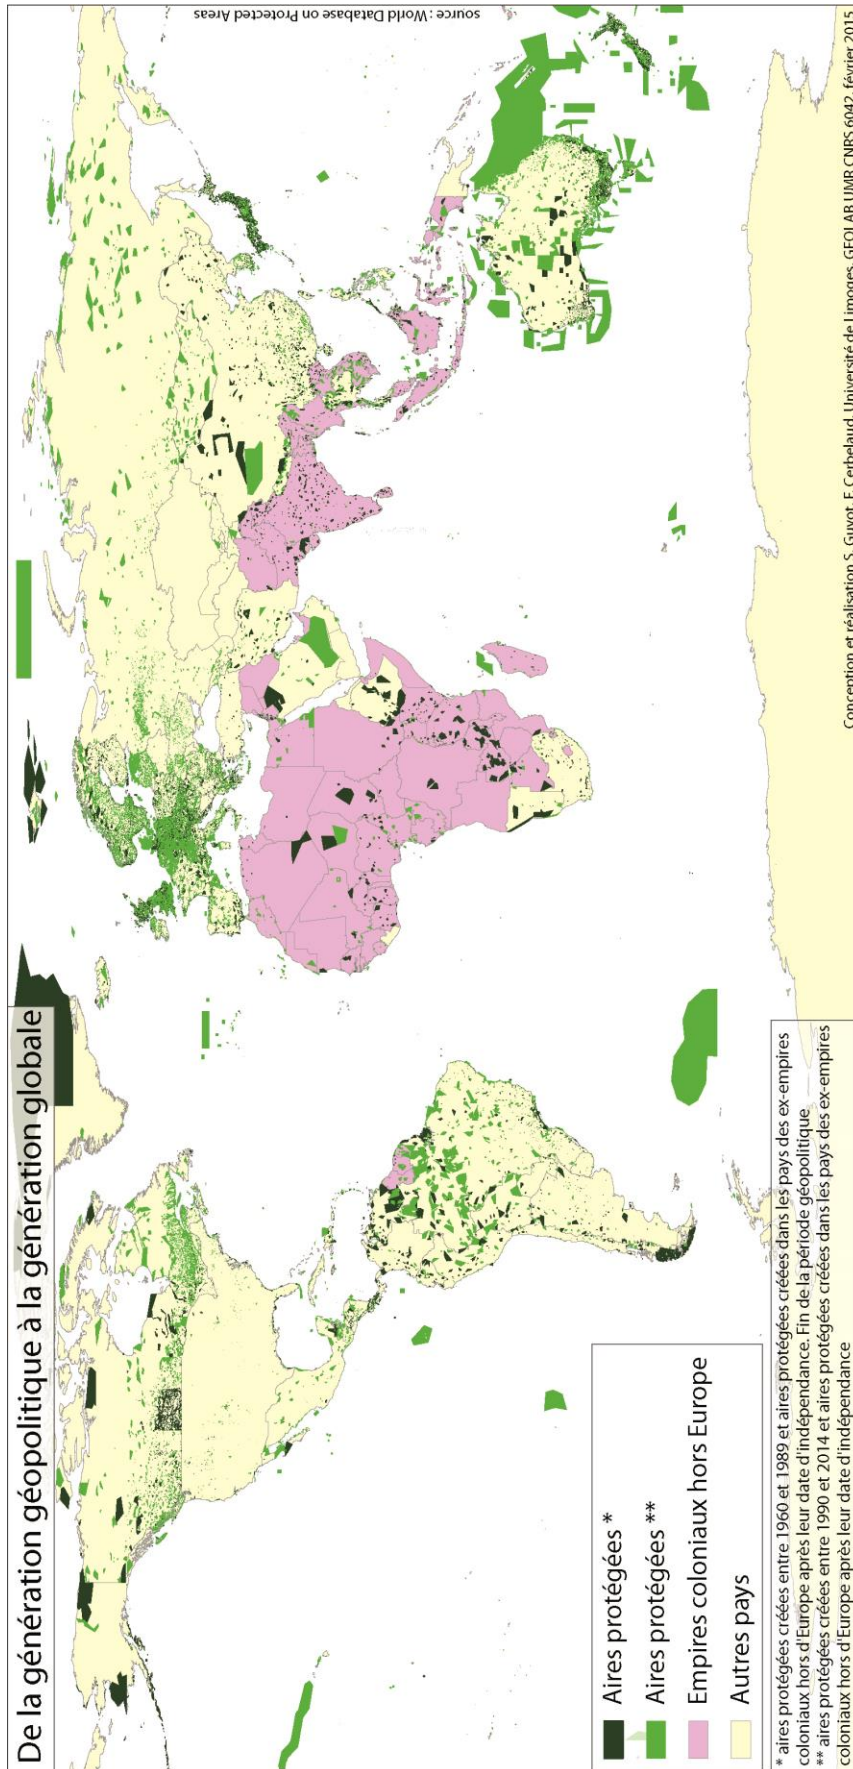 De la génération géopolitique à la génération globale
source : World Database on Protected Areas
Aires protégées *
Aires protégées **
Empires coloniaux hors Europe
Autres pays
* aires protégées créées entre 1960 et 1989 et aires protégées créées dans les pays des ex-empires
coloniaux hors d'Europe après leur date d'indépendance. Fin de la période géopolitique
** aires protégées créées entre 1990 et 2014 et aires protégées créées dans les pays des ex-empires
coloniaux hors d'Europe après leur date d'indépendance
Conception et réalisation S. Guyot, F. Cerbelaud, Université de Limoges, GEOLAB UMR CNRS 6042, février 2015